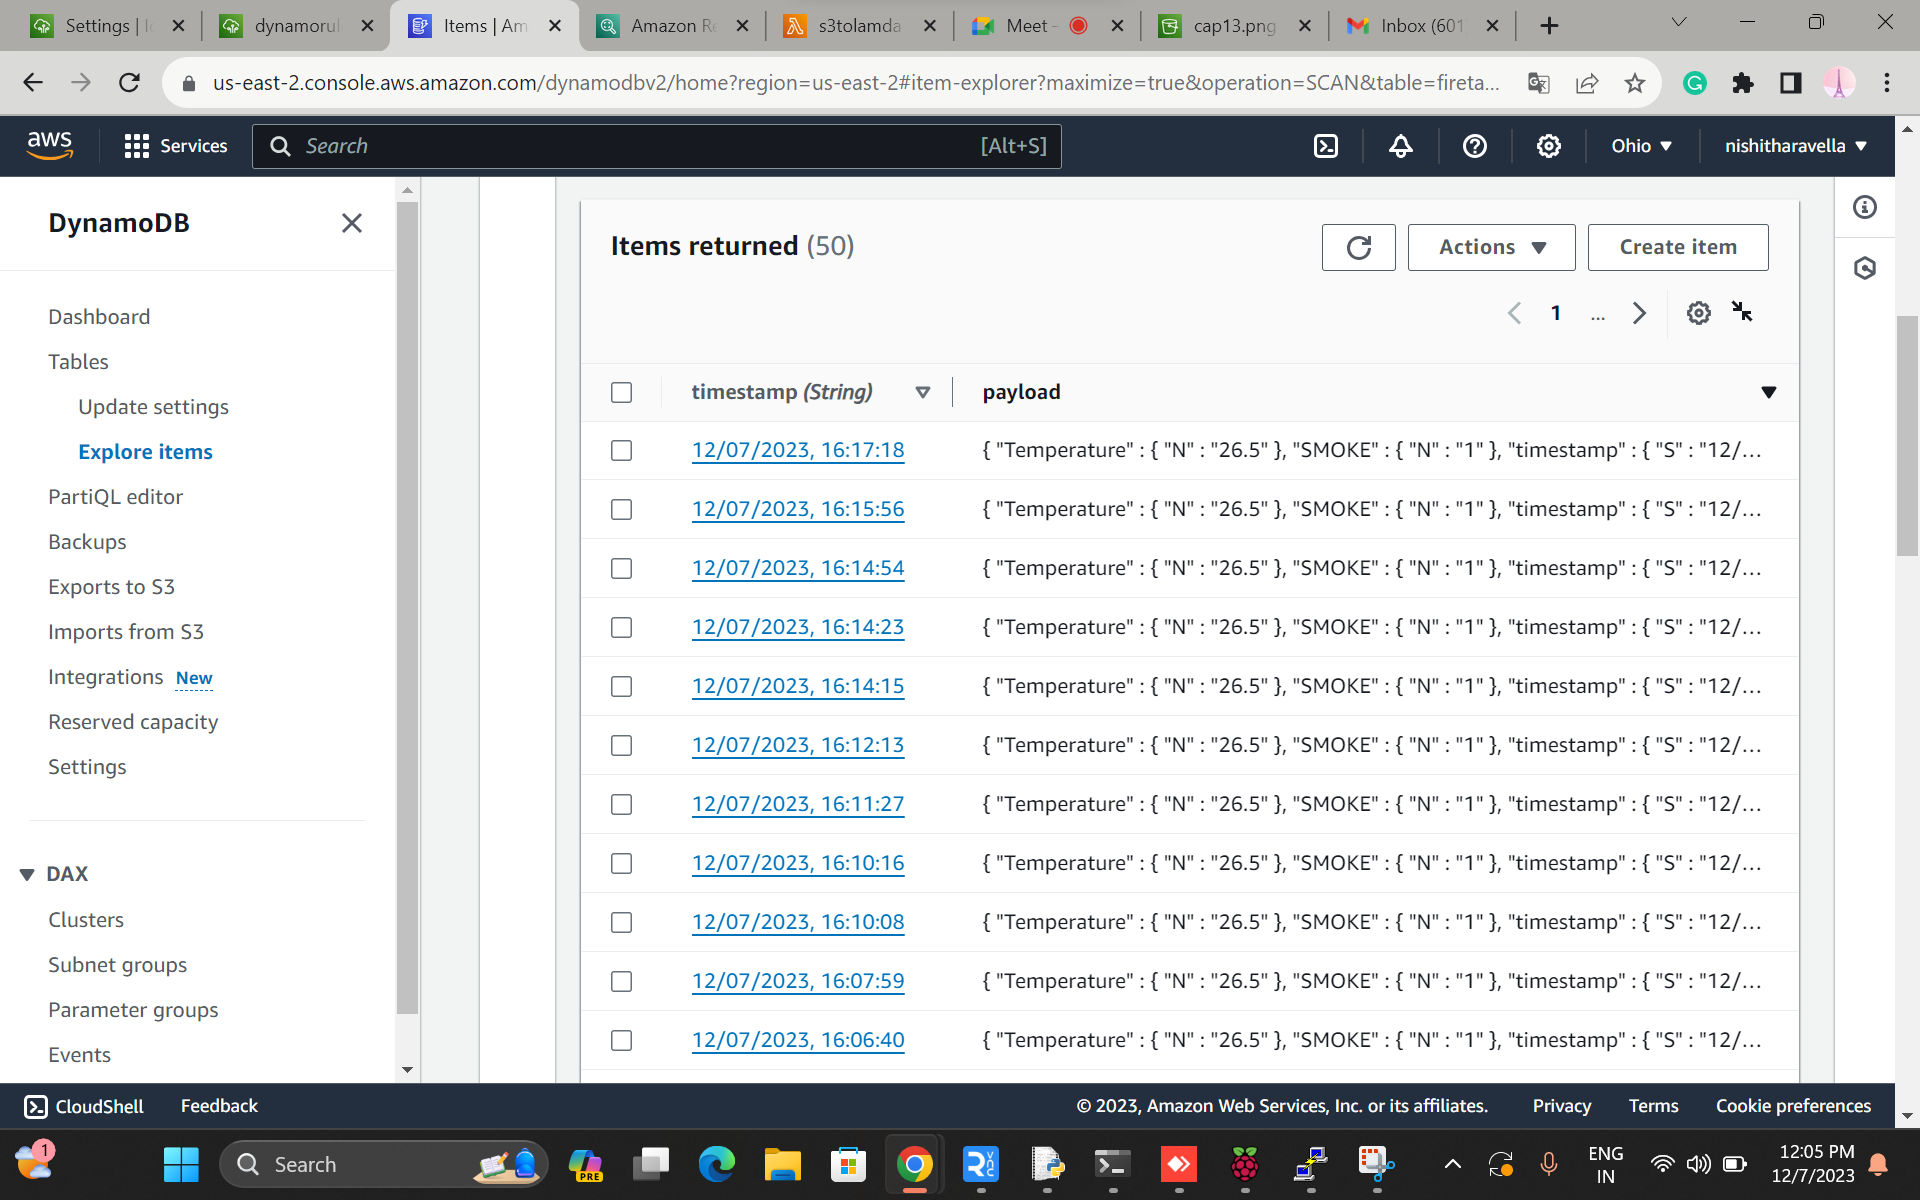 Settings | Io
dynamorul
Items | Am
Amazon Re
s3tolamda
Meet -
cap13.png
Inbox (601
us-east-2.console.aws.amazon.com/dynamodbv2/home?region=us-east-2#item-explorer?maximize=true&operation=SCAN&table=fireta...
aws
Services
Search
[Alt+S]
Ohio
nishitharavella
DynamoDB
Dashboard
Tables
Update settings
Explore items
PartiQL editor
Backups
Exports to S3
Imports from S3
Integrations New
Reserved capacity
Settings
DAX
Clusters
Subnet groups
Parameter groups
Events
Items returned (50)
Actions
Create item
1
...
timestamp (String)
payload
12/07/2023, 16:17:18 { "Temperature" : { "N" : "26.5" }, "SMOKE" : { "N" : "1" }, "timestamp" : { "S" : "12/...
12/07/2023, 16:15:56 { "Temperature" : { "N" : "26.5" }, "SMOKE" : { "N" : "1" }, "timestamp" : { "S" : "12/...
12/07/2023, 16:14:54 { "Temperature" : { "N" : "26.5" }, "SMOKE" : { "N" : "1" }, "timestamp" : { "S" : "12/...
12/07/2023, 16:14:23 { "Temperature" : { "N" : "26.5" }, "SMOKE" : { "N" : "1" }, "timestamp" : { "S" : "12/...
12/07/2023, 16:14:15 { "Temperature" : { "N" : "26.5" }, "SMOKE" : { "N" : "1" }, "timestamp" : { "S" : "12/...
12/07/2023, 16:12:13 { "Temperature" : { "N" : "26.5" }, "SMOKE" : { "N" : "1" }, "timestamp" : { "S" : "12/...
12/07/2023, 16:11:27 { "Temperature" : { "N" : "26.5" }, "SMOKE" : { "N" : "1" }, "timestamp" : { "S" : "12/...
12/07/2023, 16:10:16 { "Temperature" : { "N" : "26.5" }, "SMOKE" : { "N" : "1" }, "timestamp" : { "S" : "12/...
12/07/2023, 16:10:08 { "Temperature" : { "N" : "26.5" }, "SMOKE" : { "N" : "1" }, "timestamp" : { "S" : "12/...
12/07/2023, 16:07:59 { "Temperature" : { "N" : "26.5" }, "SMOKE" : { "N" : "1" }, "timestamp" : { "S" : "12/...
12/07/2023, 16:06:40 { "Temperature" : { "N" : "26.5" }, "SMOKE" : { "N" : "1" }, "timestamp" : { "S" : "12/...
CloudShell
Feedback
© 2023, Amazon Web Services, Inc. or its affiliates.
Privacy
Terms
Cookie preferences
1
Search
PRE
ENG
IN
12:05 PM
12/7/2023